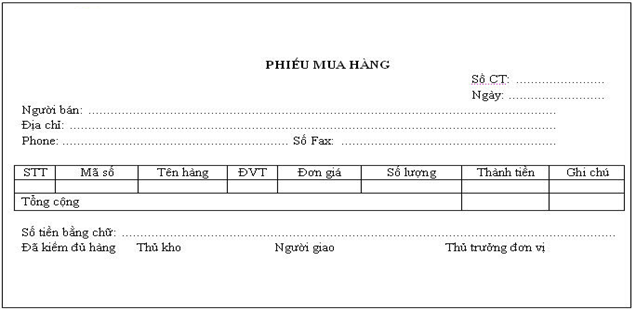 PHIẾU MUA HÀNG
Số CT: ........................
Ngày: ..........................
Người bán: ................................................................
Địa chỉ: ................................................................
Phone: .................................................. Số Fax: ..................................................
STT Mã số Tên hàng ĐVT Đơn giá Số lượng Thành tiền Ghi chú
Tổng cộng
Số tiền bằng chữ: ................................................................
Đã kiểm đủ hàng Thủ kho Người giao Thủ trưởng đơn vị